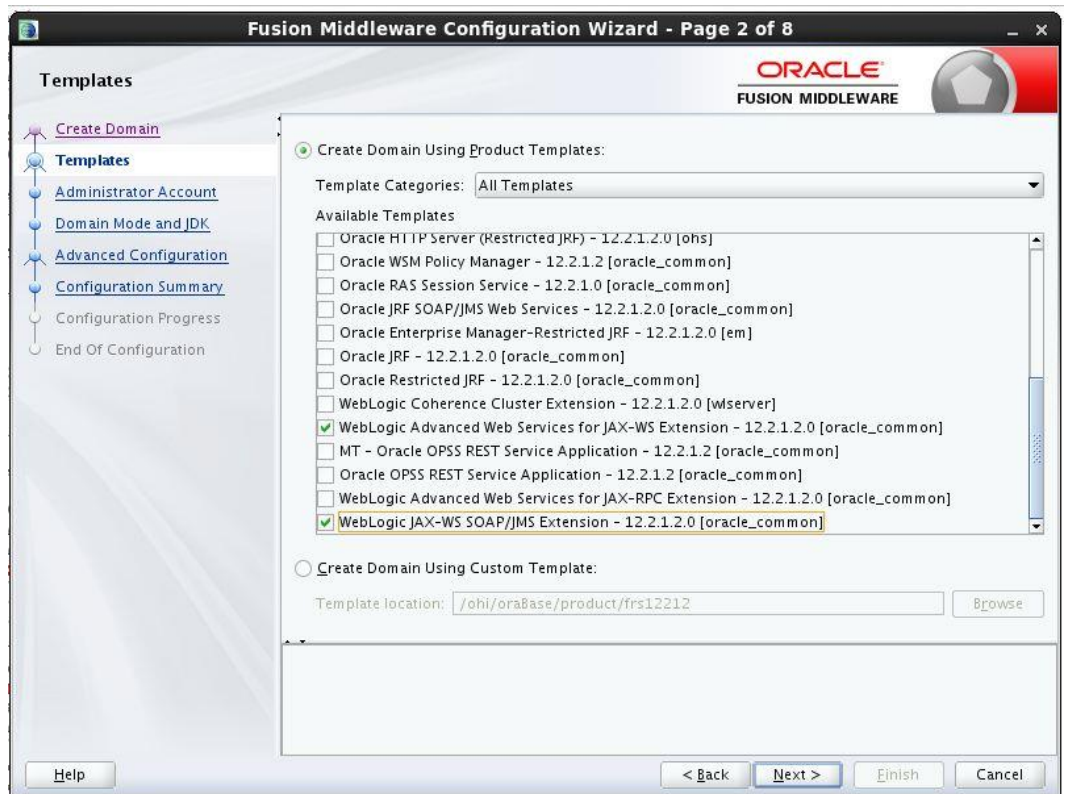 Fusion Middleware Configuration Wizard - Page 2 of 8
Templates
ORACLE
FUSION MIDDLEWARE
Create Domain
Templates
Administrator Account
Domain Mode and JDK
Advanced Configuration
Configuration Summary
Configuration Progress
End Of Configuration
Create Domain Using Product Templates:
Template Categories: All Templates
Available Templates
Oracle HTTP Server (Restricted JRF) - 12.2.1.2.0 [ohs]
Oracle WSM Policy Manager - 12.2.1.2 [oracle_common]
Oracle RAS Session Service - 12.2.1.0 [oracle_common]
Oracle JRF SOAP/JMS Web Services - 12.2.1.2.0 [oracle_common]
Oracle Enterprise Manager-Restricted JRF - 12.2.1.2.0 [em]
Oracle JRF - 12.2.1.2.0 [oracle_common]
Oracle Restricted JRF - 12.2.1.2.0 [oracle_common]
WebLogic Coherence Cluster Extension - 12.2.1.2.0 [wlserver]
WebLogic Advanced Web Services for JAX-WS Extension - 12.2.1.2.0 [oracle_common]
MT - Oracle OPSS REST Service Application - 12.2.1.2 [oracle_common]
Oracle OPSS REST Service Application - 12.2.1.2 [oracle_common]
WebLogic Advanced Web Services for JAX-RPC Extension - 12.2.1.2.0 [oracle_common]
WebLogic JAX-WS SOAP/JMS Extension - 12.2.1.2.0 [oracle_common]
Create Domain Using Custom Template:
Template location: /ohi/oraBase/product/frs12212 Browse
Help < Back Next > Finish Cancel